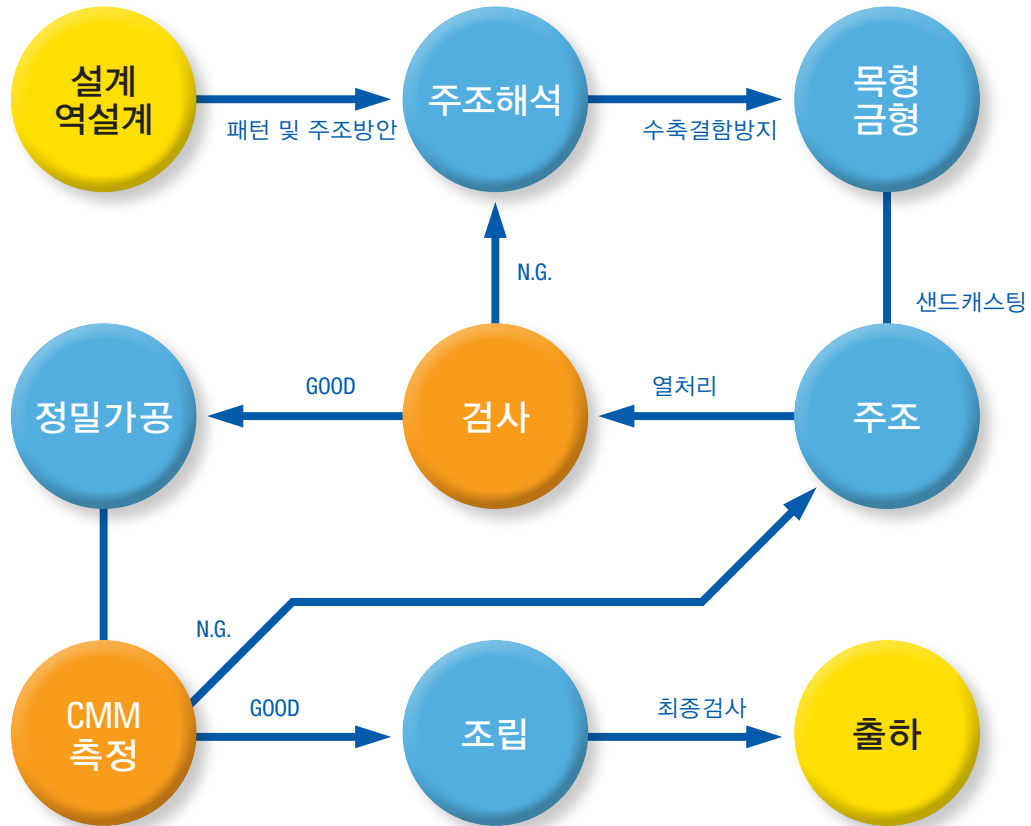 설계
역설계
패턴 및 주조방안
주조해석
수축결함방지
목형
금형
N.G.
샌드캐스팅
정밀가공
GOOD
검사
열처리
주조
N.G.
CMM
측정
GOOD
조립
최종검사
출하